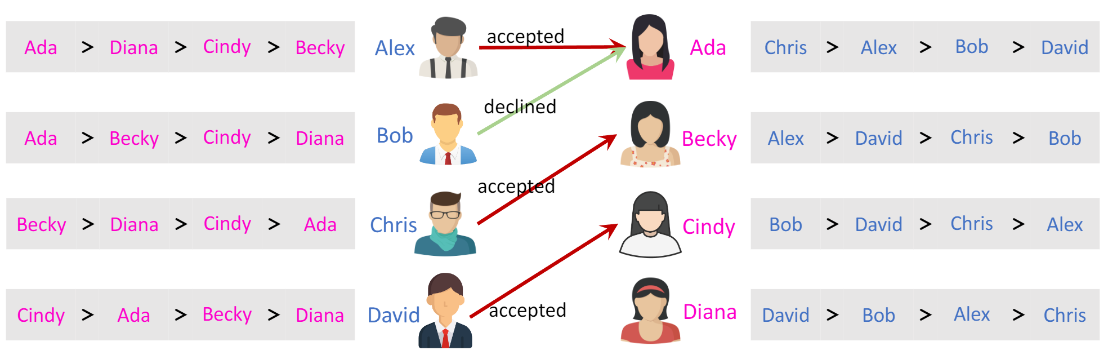 Ada > Diana > Cindy > Becky Alex accepted Ada Chris > Alex > Bob > David
declined
Ada > Becky > Cindy > Diana Bob Becky Alex > David > Chris > Bob
accepted
Becky > Diana > Cindy > Ada Chris Cindy Bob > David > Chris > Alex
Cindy > Ada > Becky > Diana David accepted Diana David > Bob > Alex > Chris